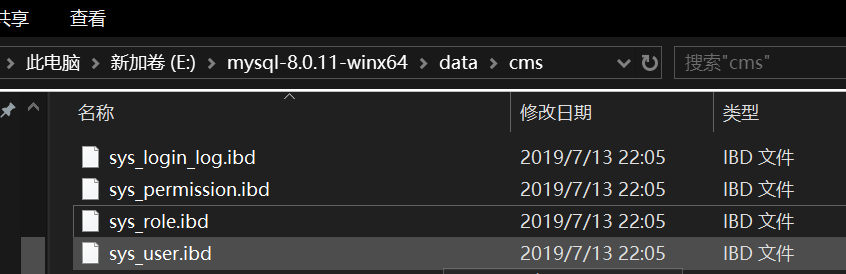 共享 查看
此电脑 新加卷 (E:) mysql-8.0.11-winx64 data cms 搜索"cms"
名称 修改日期 类型
sys_login_log.ibd 2019/7/13 22:05 IBD 文件
sys_permission.ibd 2019/7/13 22:05 IBD 文件
sys_role.ibd 2019/7/13 22:05 IBD 文件
sys_user.ibd 2019/7/13 22:05 IBD 文件